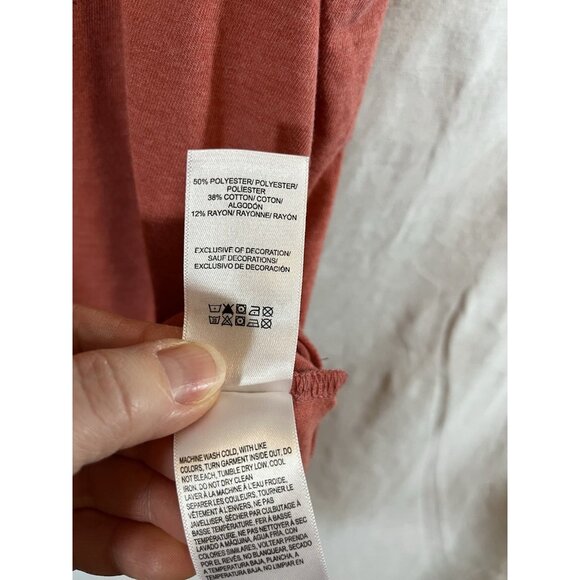 50% POLYESTER/ POLYESTER/
POLIÉSTER
38% COTTON/ COTON/
ALGODÓN
12% RAYON/ RAYONNE/ RAYÓN
EXCLUSIVE OF DECORATION/
SAUF DECORATIONS/
EXCLUSIVO DE DECORACIÓN
MACHINE WASH COLD, WITH LIKE
COLORS, TURN GARMENT INSIDE OUT, DO
NOT BLEACH, TUMBLE DRY LOW, COOL
IRON, DO NOT DRY CLEAN
LAVER À LA MACHINE À L'EAU FROIDE,
SÉPARER LES COULEURS, TOURNER LE
VÊTEMENT À L'ENVERS, NE PAS
JAVELLISER, SÉCHER PAR CULBUTAGE À
BASSE TEMPÉRATURE, FER À BASSE
TEMPÉRATURE, NE PAS NETTOYER À SEC
LAVADO A MÁQUINA, AGUA FRÍA, CON
COLORES SIMILARES, VOLTEAR PRENDA
POR EL REVÉS, NO BLANQUEAR, SECADO
A TEMPERATURA BAJA, PLANCHA, A
TEMPERATURA BAJA, NO LIMPIAR EN